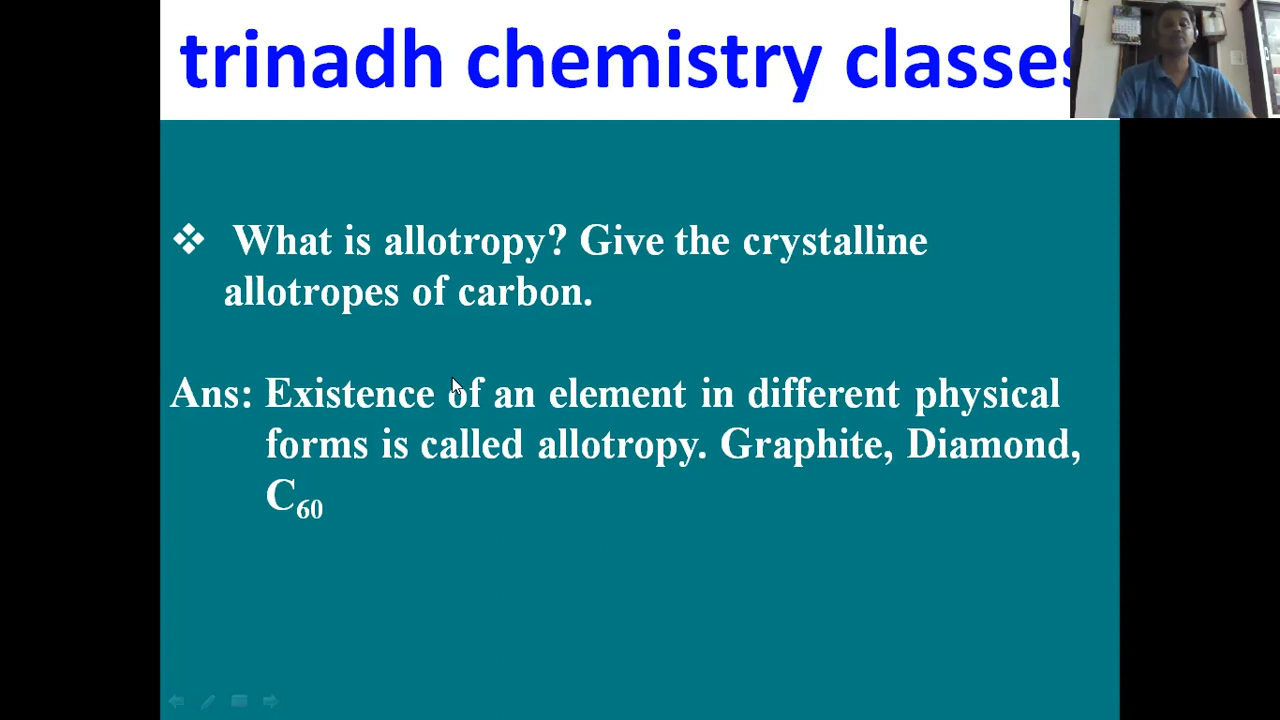 trinadh chemistry classes
❖ What is allotropy? Give the crystalline
allotropes of carbon.
Ans: Existence of an element in different physical
forms is called allotropy. Graphite, Diamond,
C₆₀